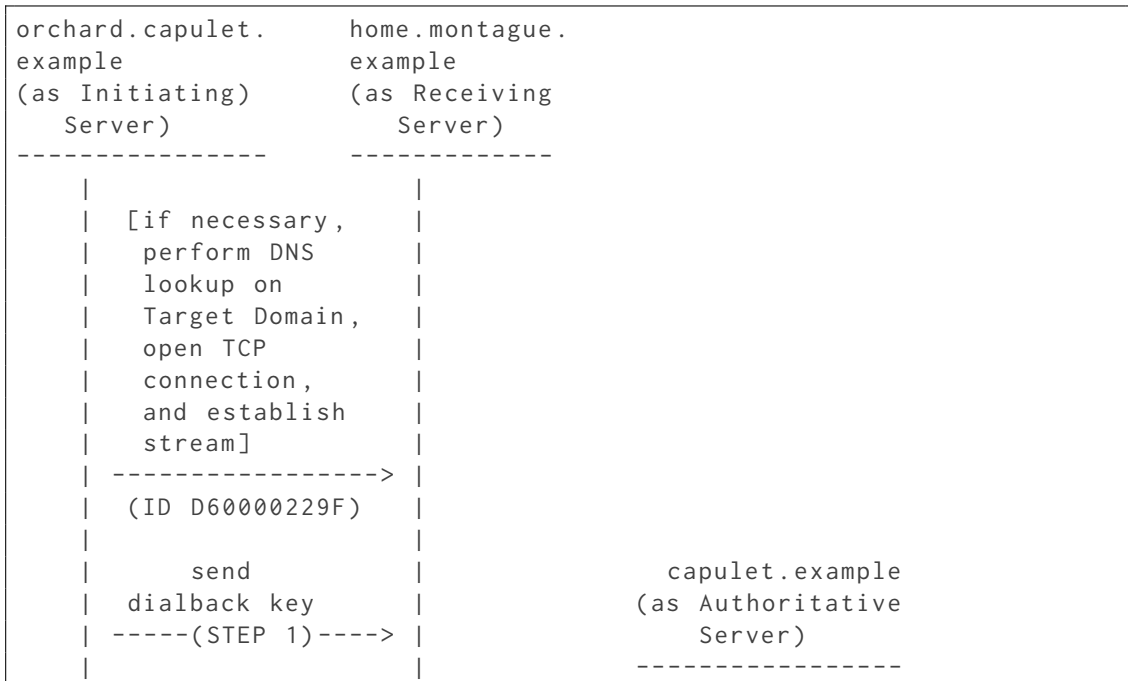 orchard.capulet.     home.montague.
example              example
(as Initiating)      (as Receiving
   Server)              Server)
----------------     -------------
    |                    |
    |  [if necessary,    |
    |   perform DNS      |
    |   lookup on        |
    |   Target Domain,   |
    |   open TCP         |
    |   connection,      |
    |   and establish    |
    |   stream]          |
    | -----------------> |
    |  (ID D60000229F)   |
    |                    |
    |      send          |               capulet.example
    |  dialback key      |             (as Authoritative
    | -----(STEP 1)----> |                 Server)
    |                    |             -----------------